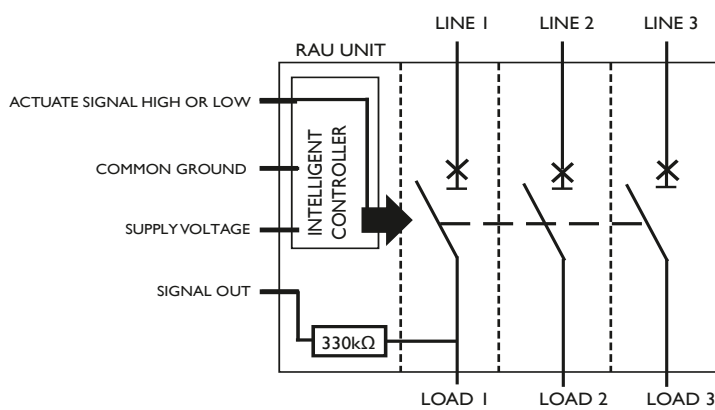 LINE 1
LINE 2
LINE 3
RAU UNIT
ACTUATE SIGNAL HIGH OR LOW
COMMON GROUND
SUPPLY VOLTAGE
SIGNAL OUT
INTELLIGENT
CONTROLLER
330kΩ
LOAD 1
LOAD 2
LOAD 3